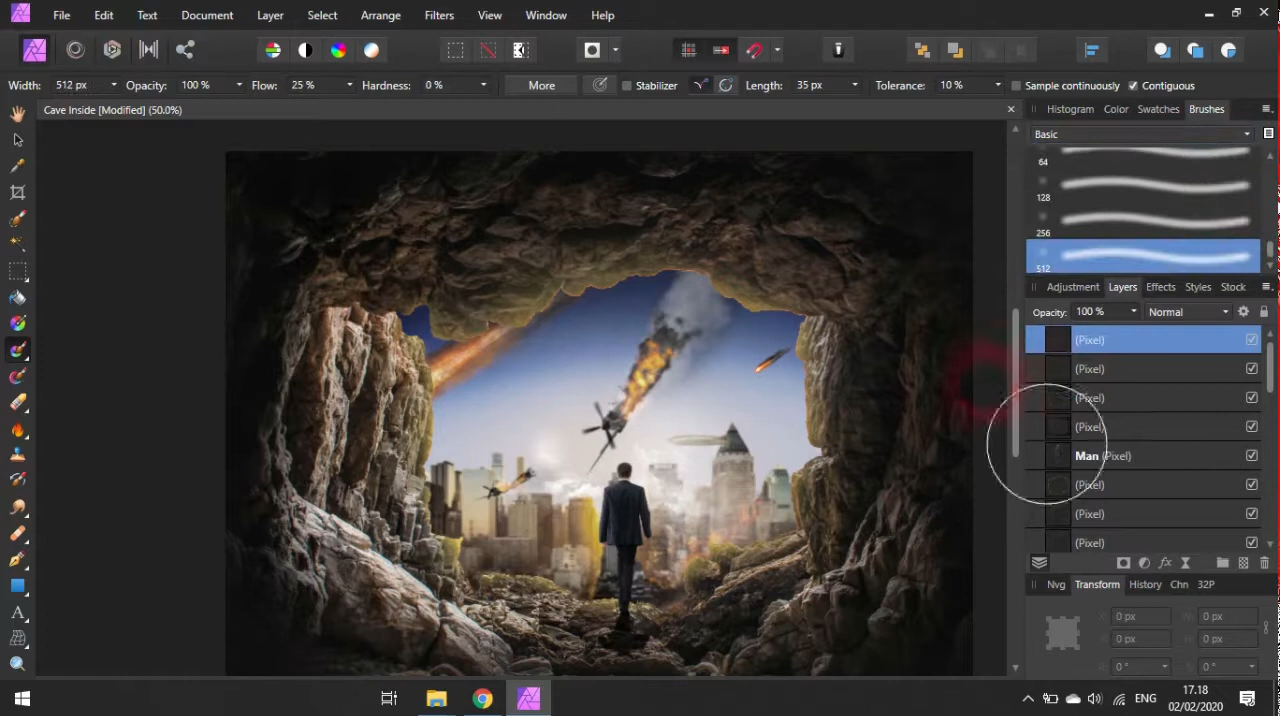 File Edit Text Document Layer Select Arrange Filters View Window Help
Width: 512 px Opacity: 100 % Flow: 25 % Hardness: 0 % More Stabilizer Length: 35 px Tolerance: 10 % Sample continuously Contiguous
Cave Inside [Modified] (50.0%)
Histogram Color Swatches Brushes
Basic
64
128
256
512
Adjustment Layers Effects Styles Stock
Opacity: 100 % Normal
(Pixel)
(Pixel)
(Pixel)
(Pixel)
Man (Pixel)
(Pixel)
(Pixel)
(Pixel)
Nvg Transform History Chn 32P
X: 0 px W: 0 px
Y: 0 px H: 0 px
R: 0 ° S: 0 °
ENG
17.18
02/02/2020